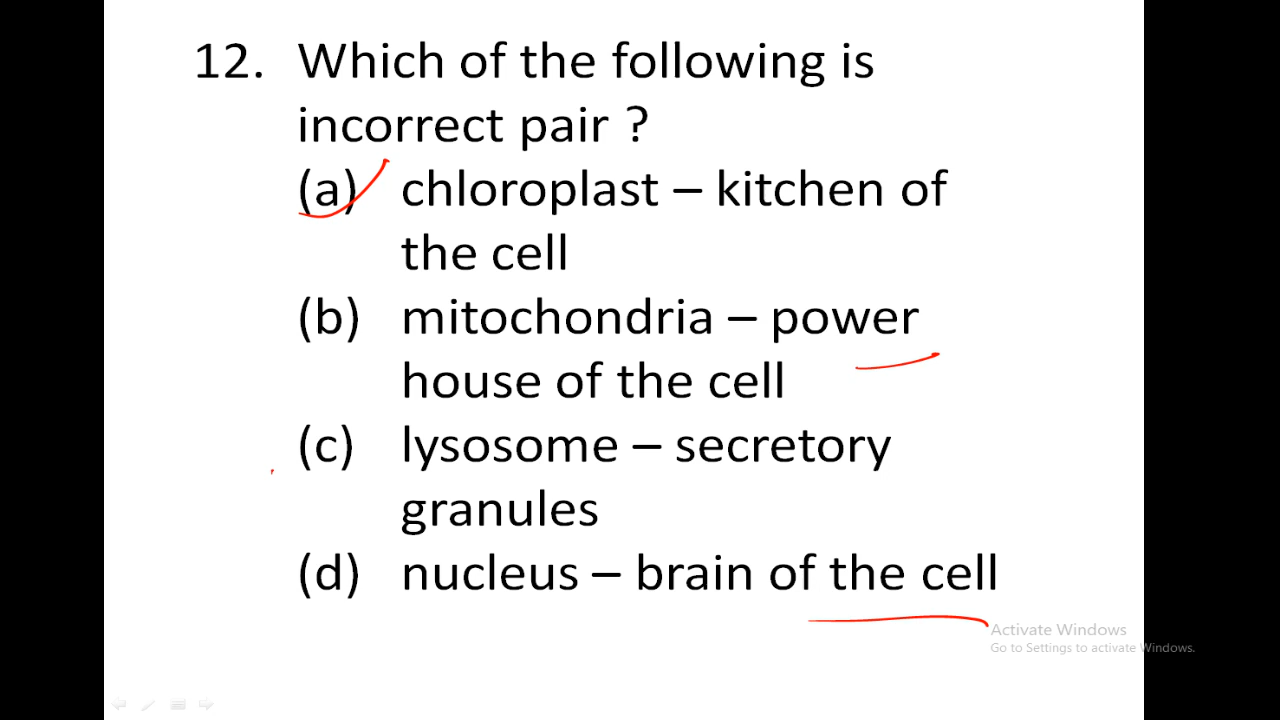 12. Which of the following is
incorrect pair ?
(a) chloroplast – kitchen of
the cell
(b) mitochondria – power
house of the cell
(c) lysosome – secretory
granules
(d) nucleus – brain of the cell
Activate Windows
Go to Settings to activate Windows.